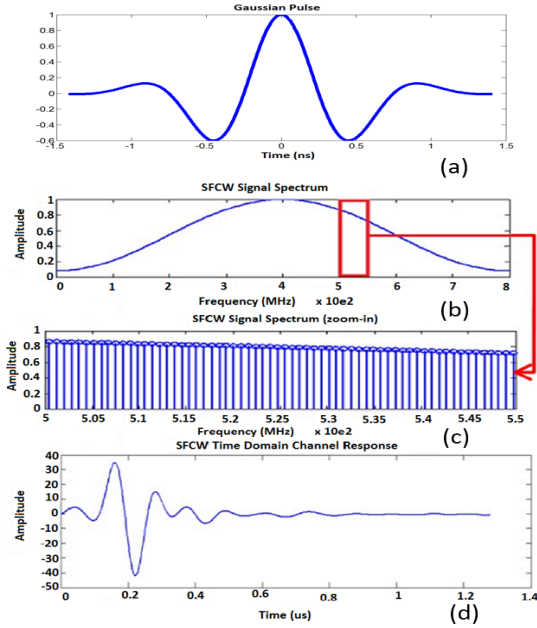 Gaussian Pulse
1
0.8
0.6
0.4
0.2
0
-0.2
-0.4
-0.6
-1.5 -1 -0.5 0 0.5 1 1.5
Time (ns)
(a)
SFCW Signal Spectrum
Amplitude
1
0.8
0.6
0.4
0.2
0
0 1 2 3 4 5 6 7 8
Frequency (MHz) x 10e2
(b)
SFCW Signal Spectrum (zoom-in)
Amplitude
1
0.8
0.6
0.4
0.2
0
5 5.05 5.1 5.15 5.2 5.25 5.3 5.35 5.4 5.45 5.5
Frequency (MHz) x 10e2
(c)
SFCW Time Domain Channel Response
Amplitude
40
30
20
10
0
-10
-20
-30
-40
-50
0 0.2 0.4 0.6 0.8 1 1.2 1.4
Time (us)
(d)